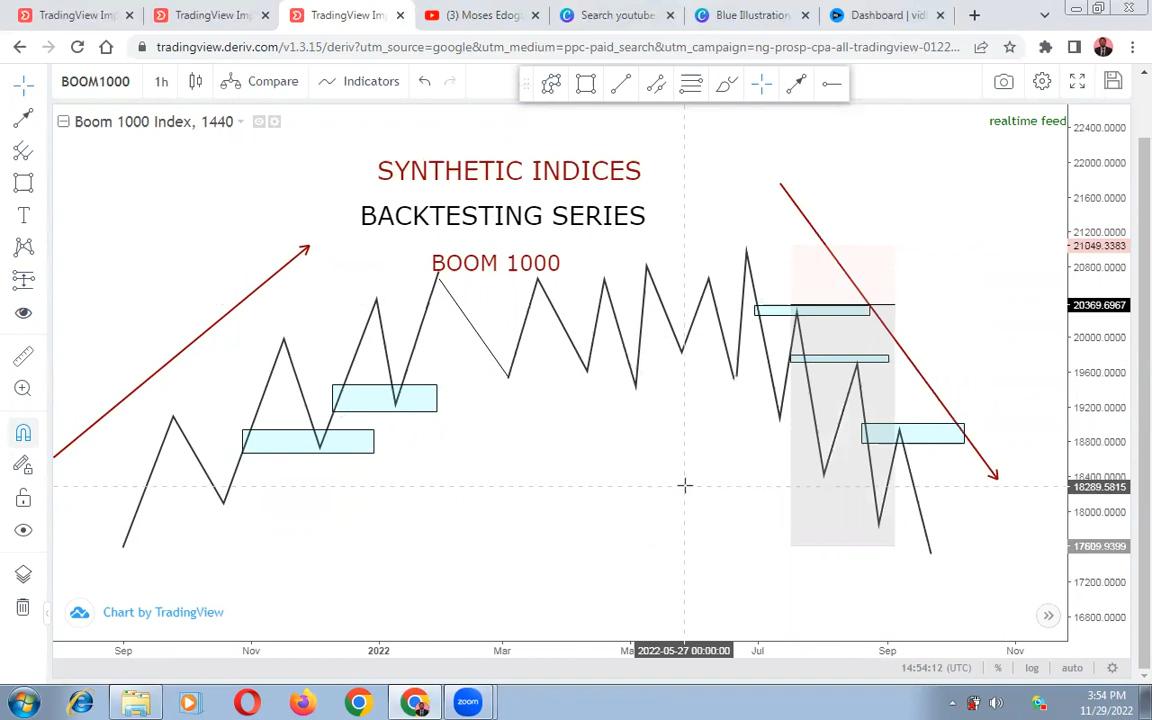 TradingView Im
TradingView Im
TradingView Im
(3) Moses Edog
Search youtube
Blue Illustration
Dashboard | vidI
tradingview.deriv.com/v1.3.15/deriv?utm_source=google&utm_medium=ppc-paid_search&utm_campaign=ng-prosp-cpa-all-tradingview-0122...
BOOM1000
1h
Compare
Indicators
Boom 1000 Index, 1440
realtime feed
SYNTHETIC INDICES
BACKTESTING SERIES
BOOM 1000
22400.0000
22000.0000
21600.0000
21200.0000
21049.3383
20800.0000
20369.6967
20000.0000
19600.0000
19200.0000
18800.0000
18400.0000
18289.5815
18000.0000
17609.9399
17200.0000
16800.0000
Chart by TradingView
Sep
Nov
2022
Mar
Ma
2022-05-27 00:00:00
Jul
Sep
Nov
14:54:12 (UTC)
%
log
auto
zoom
3:54 PM
11/29/2022